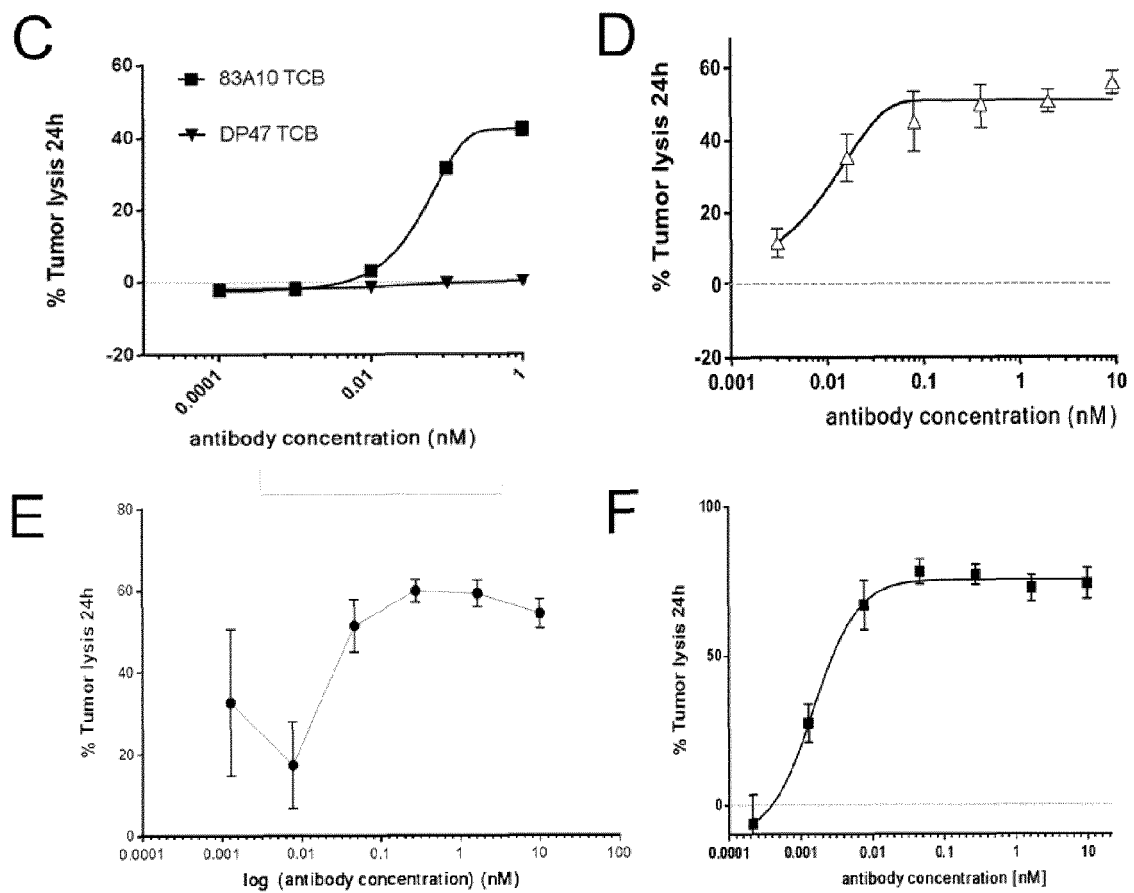 C
% Tumor lysis 24h
60
40
20
0
-20
83A10 TCB
DP47 TCB
0.0001
0.01
1
antibody concentration (nM)
D
% Tumor lysis 24h
60
40
20
0
-20
0.001
0.01
0.1
1
10
antibody concentration (nM)
E
% Tumor lysis 24h
80
60
40
20
0
0.0001
0.001
0.01
0.1
1
10
100
log (antibody concentration) (nM)
F
% Tumor lysis 24h
100
50
0
0.0001
0.001
0.01
0.1
1
10
antibody concentration [nM]